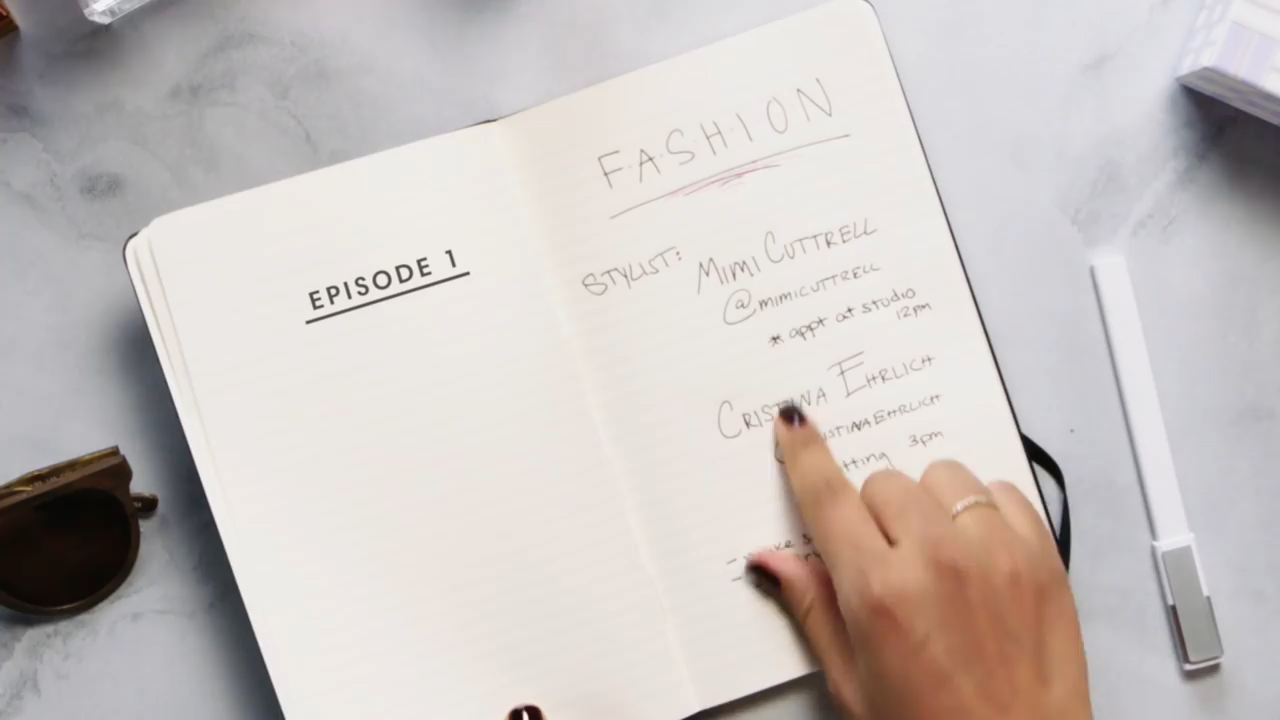 EPISODE 1
FASHION
STYLIST: MIMI CUTTRELL
@MIMICUTTRELL
* appt at studio
12pm
CRISTINA EHRLICH
3pm